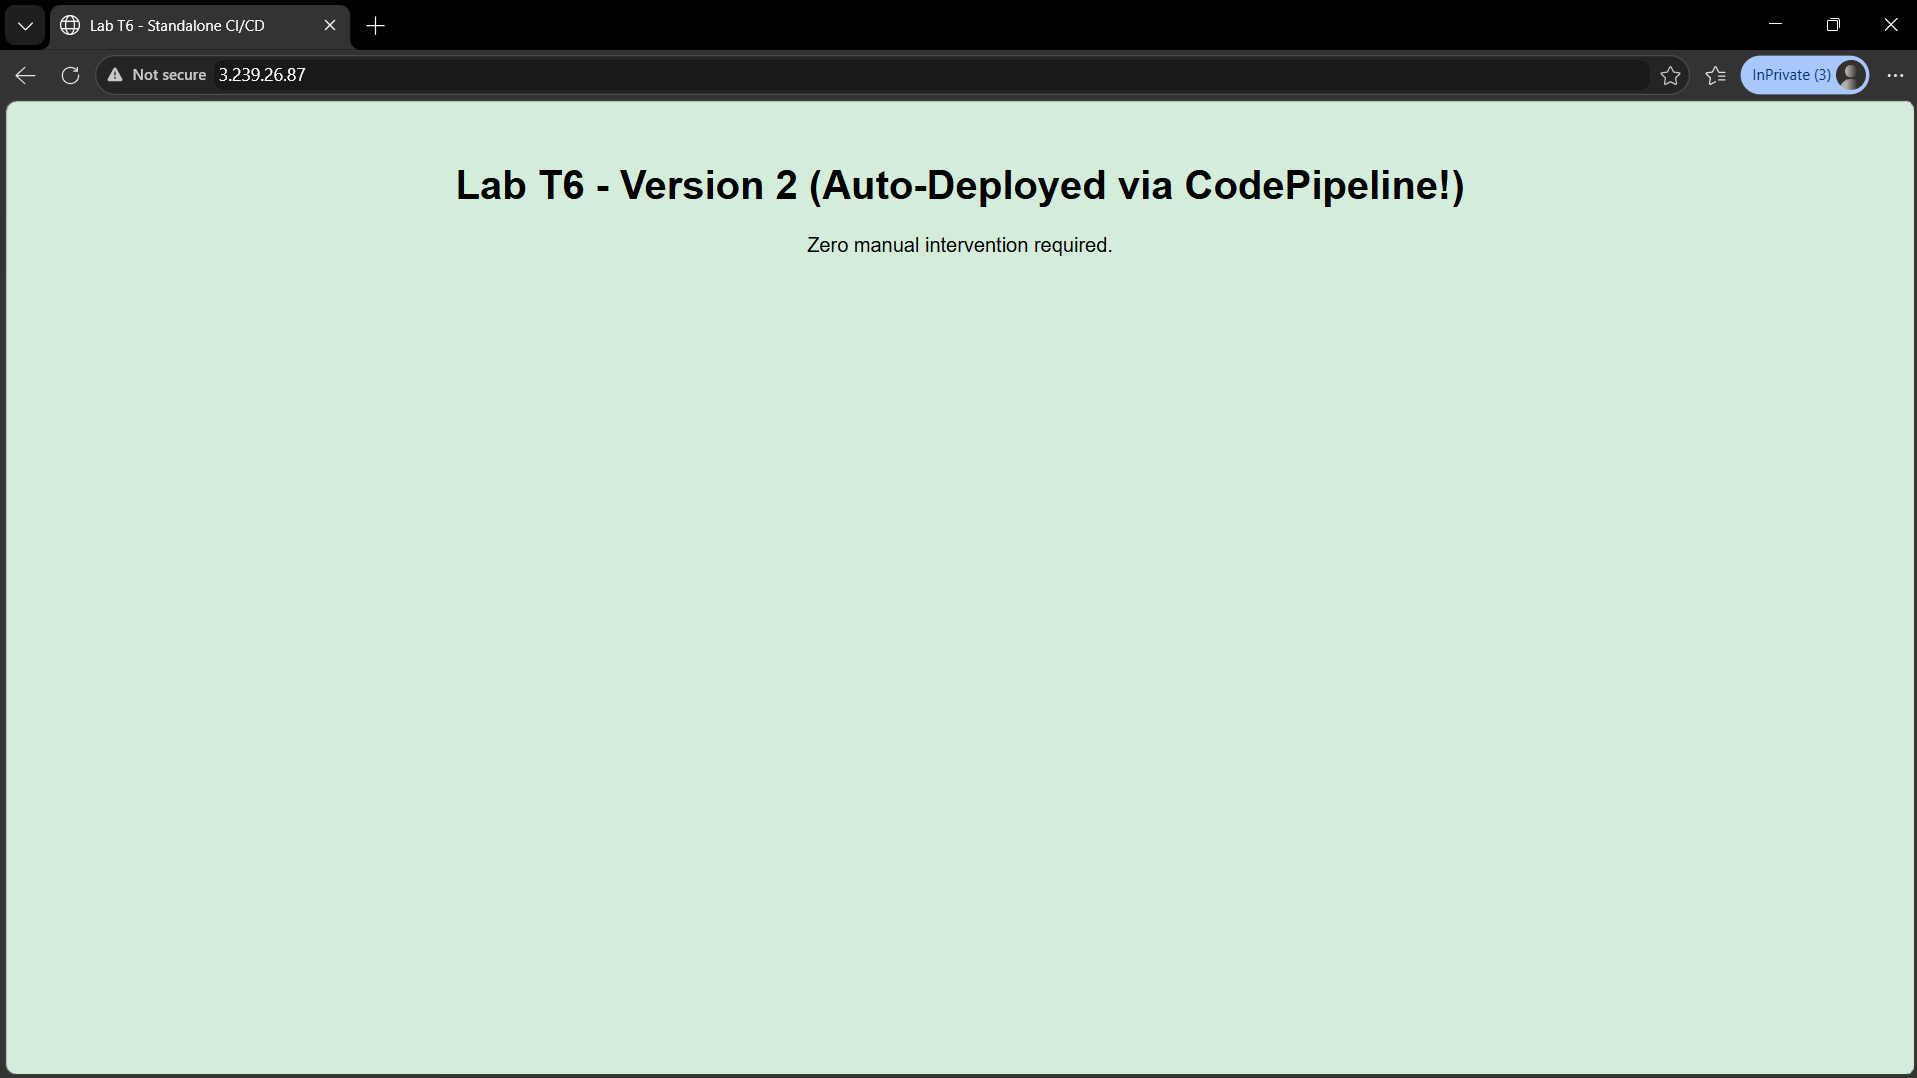 Lab T6 - Standalone CI/CD
Not secure 3.239.26.87
InPrivate (3)
Lab T6 - Version 2 (Auto-Deployed via CodePipeline!)
Zero manual intervention required.